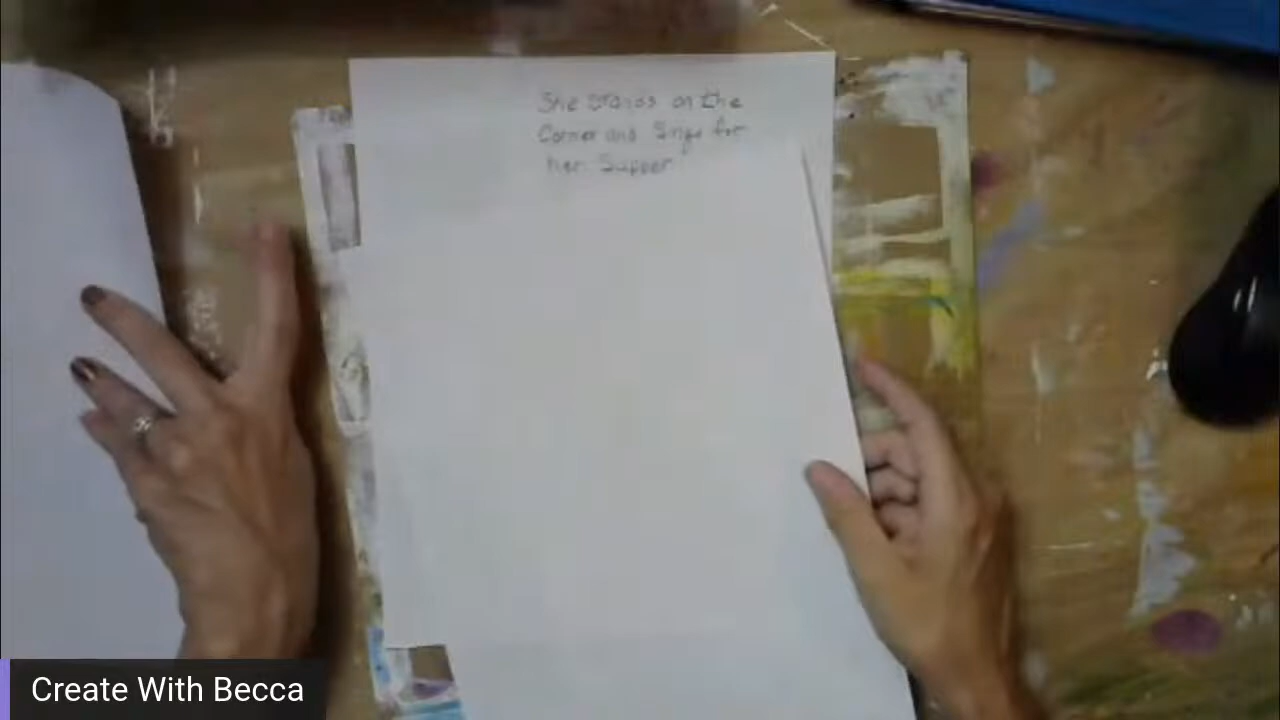 She stands on the
Corner and Sings for
her Supper
Create With Becca